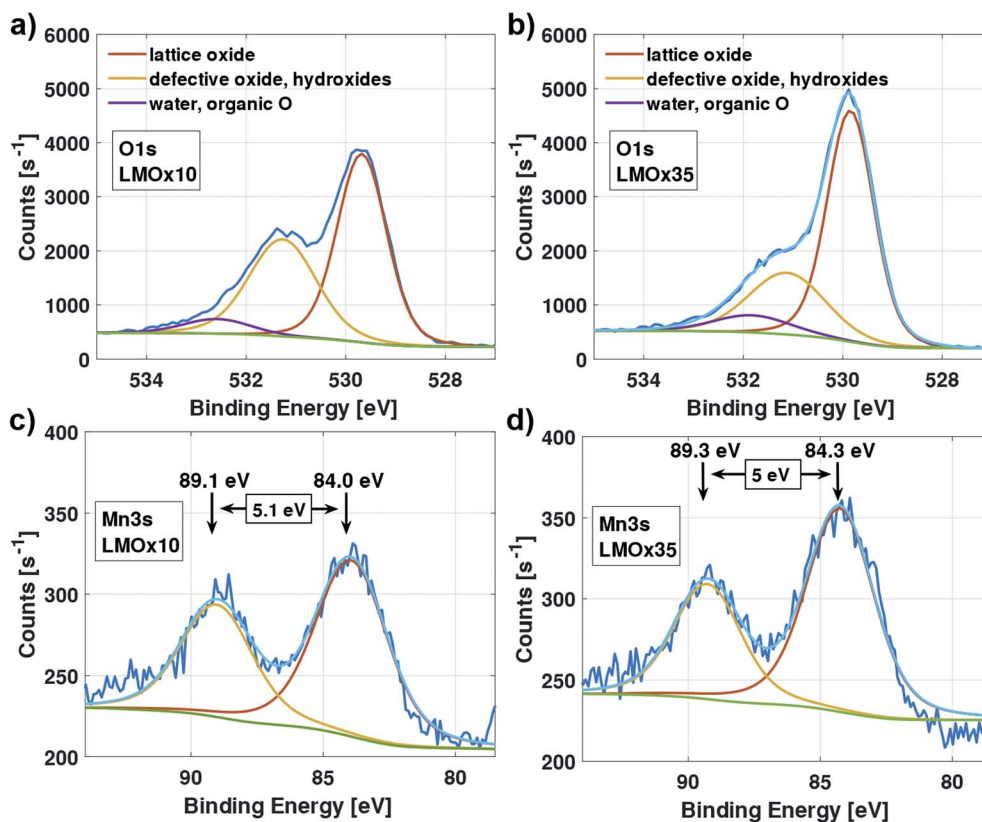 a)
6000
5000
4000
3000
2000
1000
0
Counts [s⁻¹]
lattice oxide
defective oxide, hydroxides
water, organic O
O1s
LMOx10
534
532
530
528
Binding Energy [eV]
b)
6000
5000
4000
3000
2000
1000
0
Counts [s⁻¹]
lattice oxide
defective oxide, hydroxides
water, organic O
O1s
LMOx35
534
532
530
528
Binding Energy [eV]
c)
400
350
300
250
200
Counts [s⁻¹]
89.1 eV
84.0 eV
5.1 eV
Mn3s
LMOx10
90
85
80
Binding Energy [eV]
d)
400
350
300
250
200
Counts [s⁻¹]
89.3 eV
84.3 eV
5 eV
Mn3s
LMOx35
90
85
80
Binding Energy [eV]